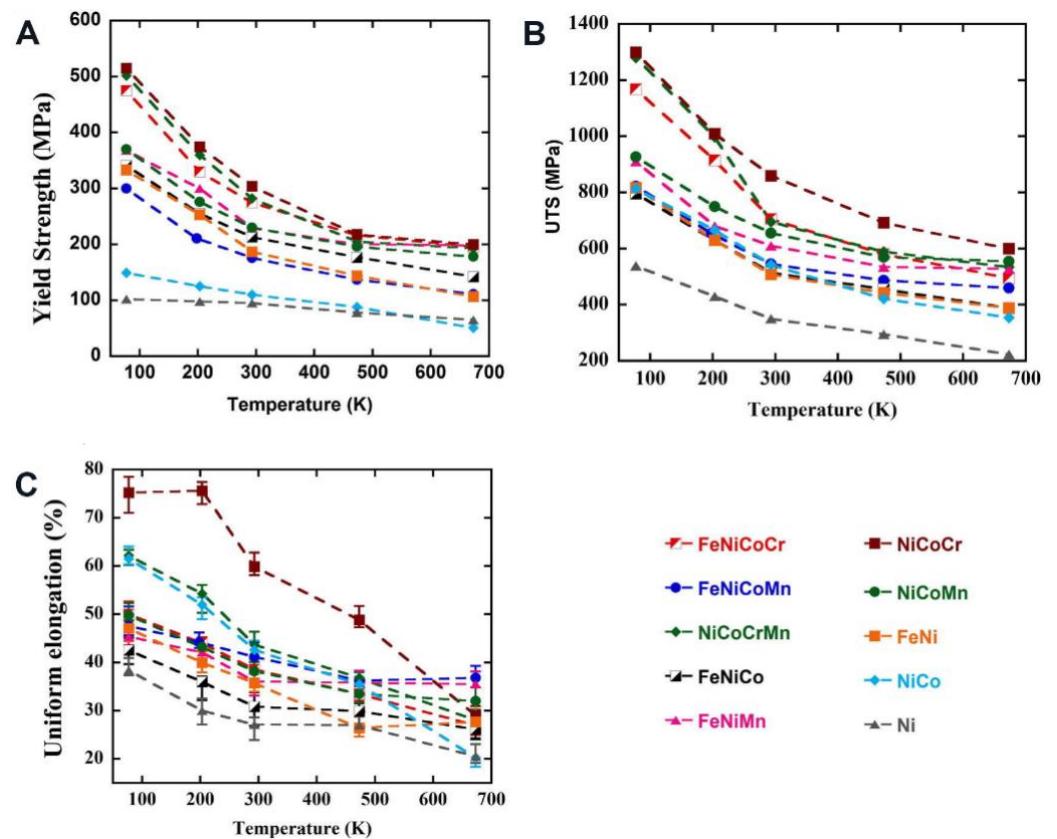 A
Yield Strength (MPa)
600
500
400
300
200
100
0
100 200 300 400 500 600 700
Temperature (K)
B
UTS (MPa)
1400
1200
1000
800
600
400
200
100 200 300 400 500 600 700
Temperature (K)
C
Uniform elongation (%)
80
70
60
50
40
30
20
100 200 300 400 500 600 700
Temperature (K)
FeNiCoCr NiCoCr
FeNiCoMn NiCoMn
NiCoCrMn FeNi
FeNiCo NiCo
FeNiMn Ni